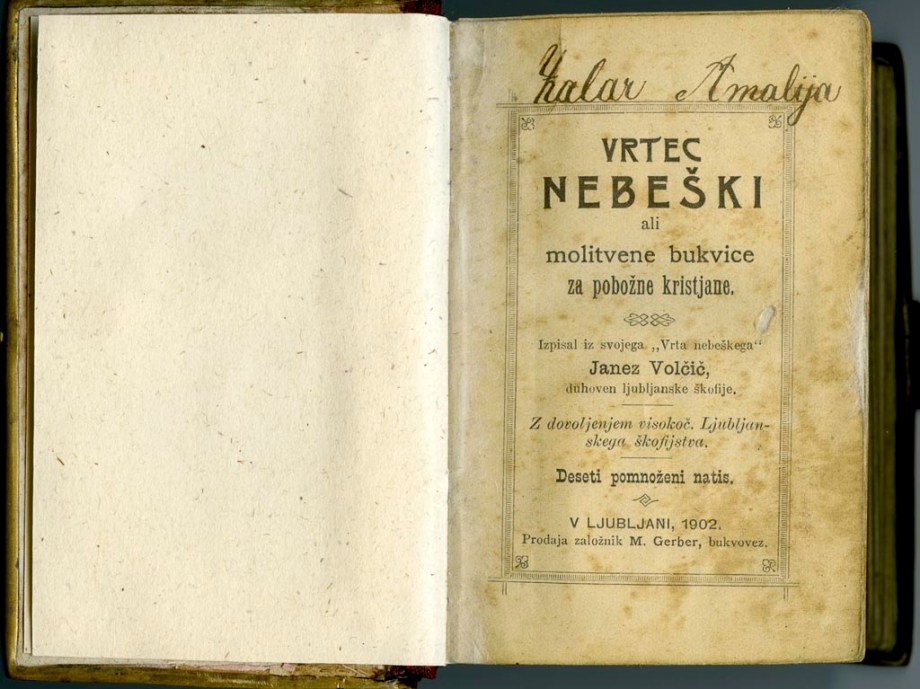 Žalar Amalija
VRTEC
NEBEŠKI
ali
molitvene bukvice
za pobožne kristjane.
Izpisal iz svojega „Vrta nebeškega“
Janez Volčič,
duhoven ljubljanske škofije.
Z dovoljenjem visokoč. Ljubljan-
skega škofijstva.
Deseti pomnoženi natis.
V LJUBLJANI, 1902.
Prodaja založnik M. Gerber, bukvovez.